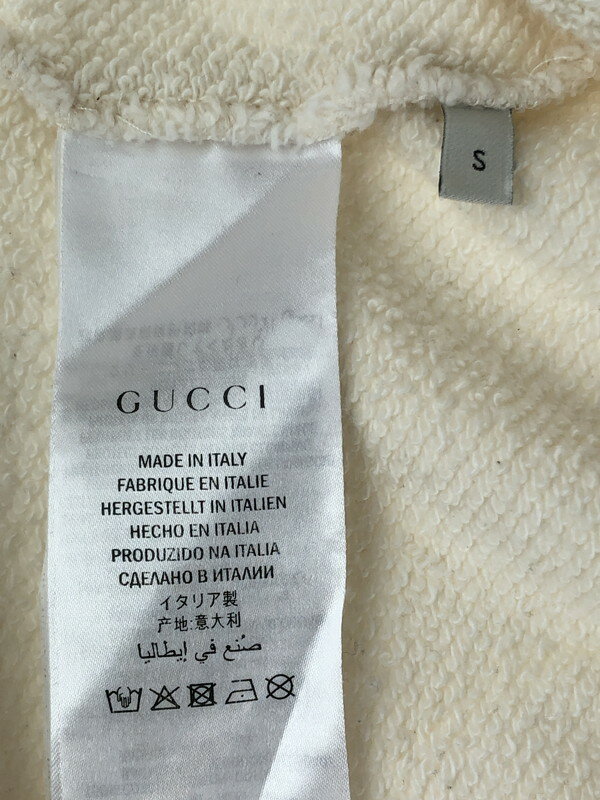 S
GUCCI
MADE IN ITALY
FABRIQUE EN ITALIE
HERGESTELLT IN ITALIEN
HECHO EN ITALIA
PRODUZIDO NA ITALIA
СДЕЛАНО В ИТАЛИИ
イタリア製
产地:意大利
صُنع في إيطاليا